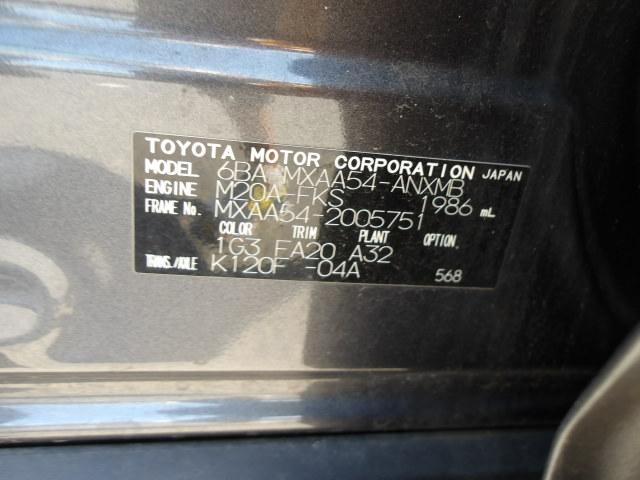 TOYOTA MOTOR CORPORATION JAPAN
MODEL 6BA-MXAA54-ANXMB
ENGINE M20A-FKS 1986 mL
FRAME No. MXAA54-2005751
COLOR TRIM PLANT OPTION.
1G3 FA20 A32
TRANS./AXLE K120F -04A 568